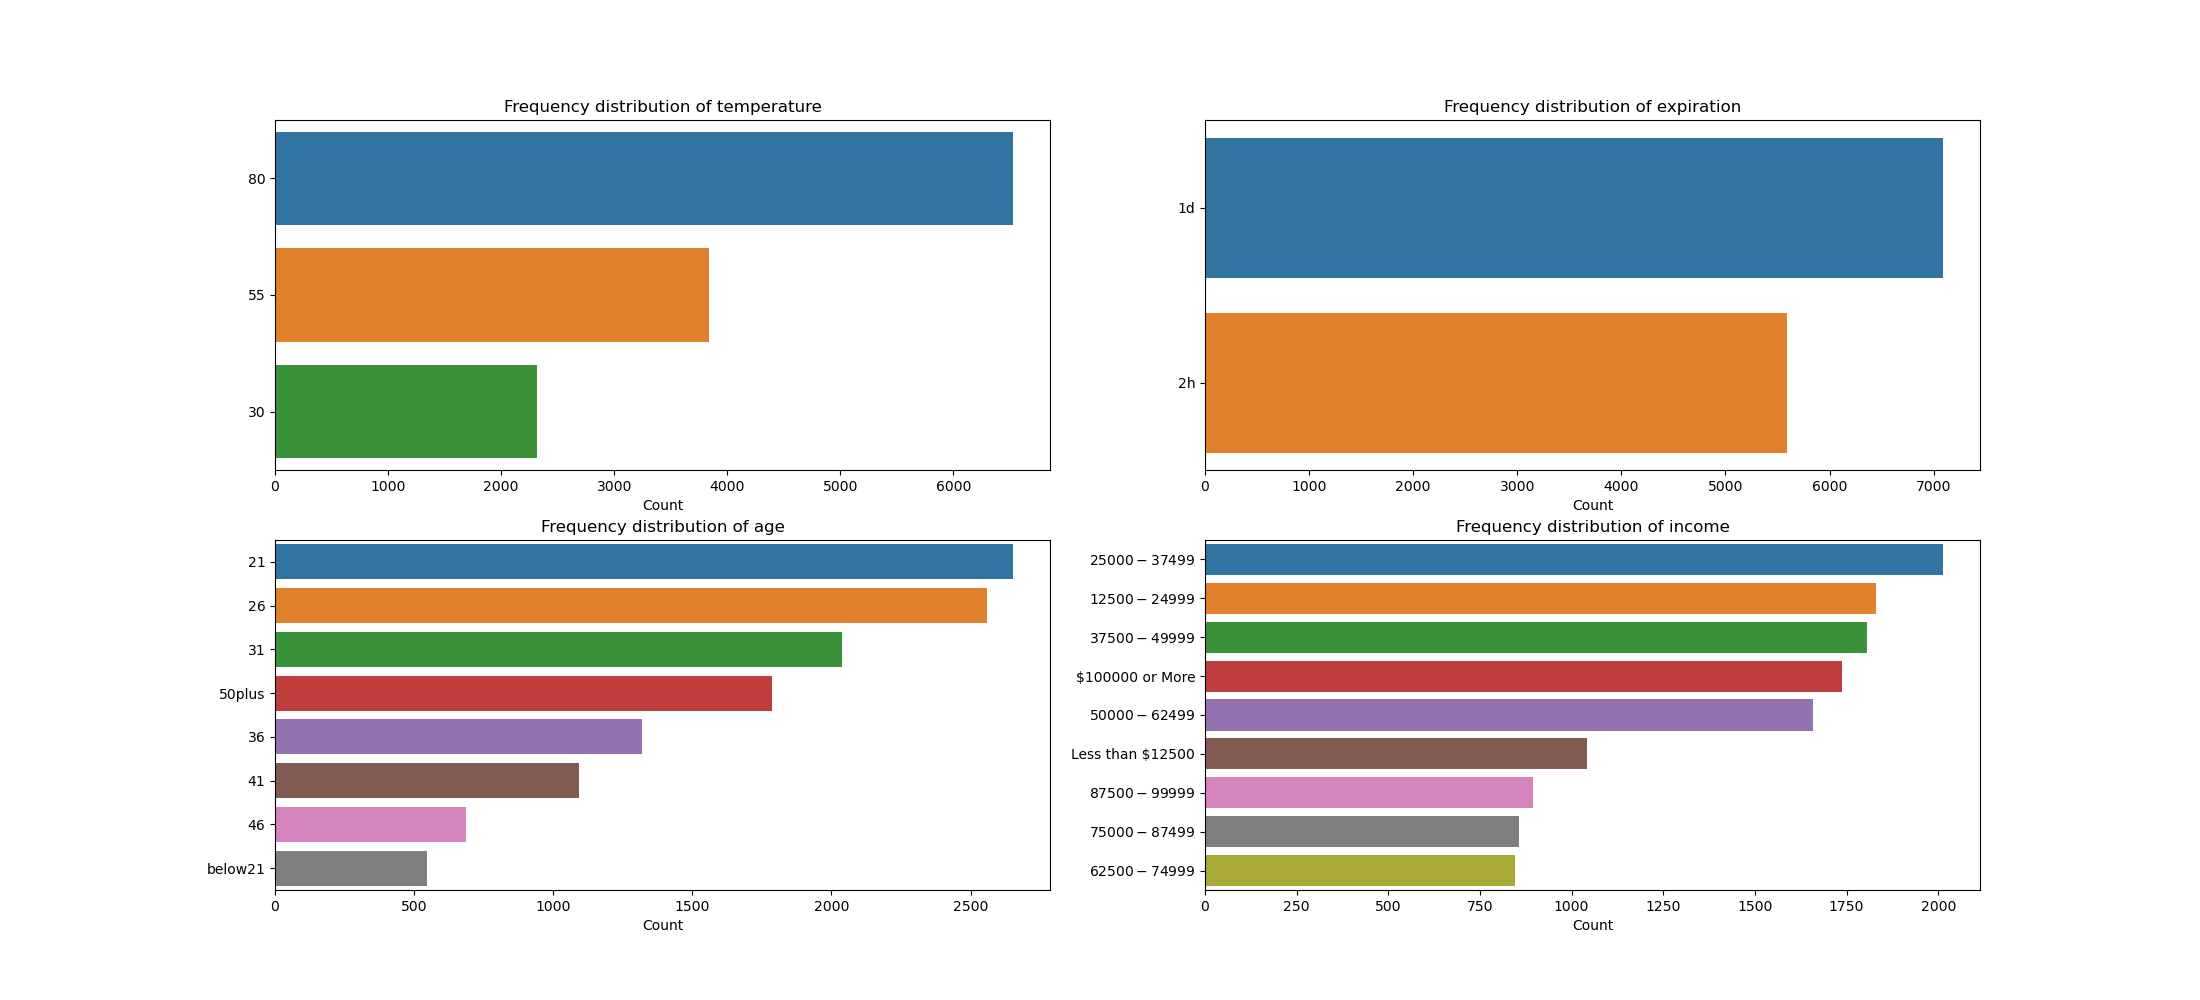 Frequency distribution of temperature
80
55
30
0 1000 2000 3000 4000 5000 6000
Count
Frequency distribution of expiration
1d
2h
0 1000 2000 3000 4000 5000 6000 7000
Count
Frequency distribution of age
21
26
31
50plus
36
41
46
below21
0 500 1000 1500 2000 2500
Count
Frequency distribution of income
25000 − 37499
12500 − 24999
37500 − 49999
$100000 or More
50000 − 62499
Less than $12500
87500 − 99999
75000 − 87499
62500 − 74999
0 250 500 750 1000 1250 1500 1750 2000
Count